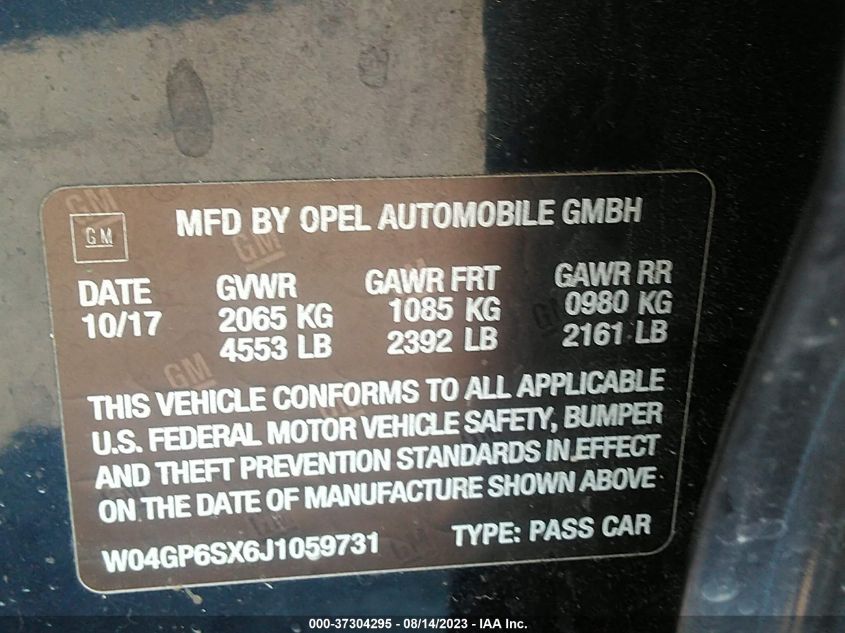 GM
MFD BY OPEL AUTOMOBILE GMBH
DATE GVWR GAWR FRT GAWR RR
10/17 2065 KG 1085 KG 0980 KG
4553 LB 2392 LB 2161 LB
THIS VEHICLE CONFORMS TO ALL APPLICABLE
U.S. FEDERAL MOTOR VEHICLE SAFETY, BUMPER
AND THEFT PREVENTION STANDARDS IN EFFECT
ON THE DATE OF MANUFACTURE SHOWN ABOVE
W04GP6SX6J1059731 TYPE: PASS CAR
000-37304295 - 08/14/2023 - IAA Inc.